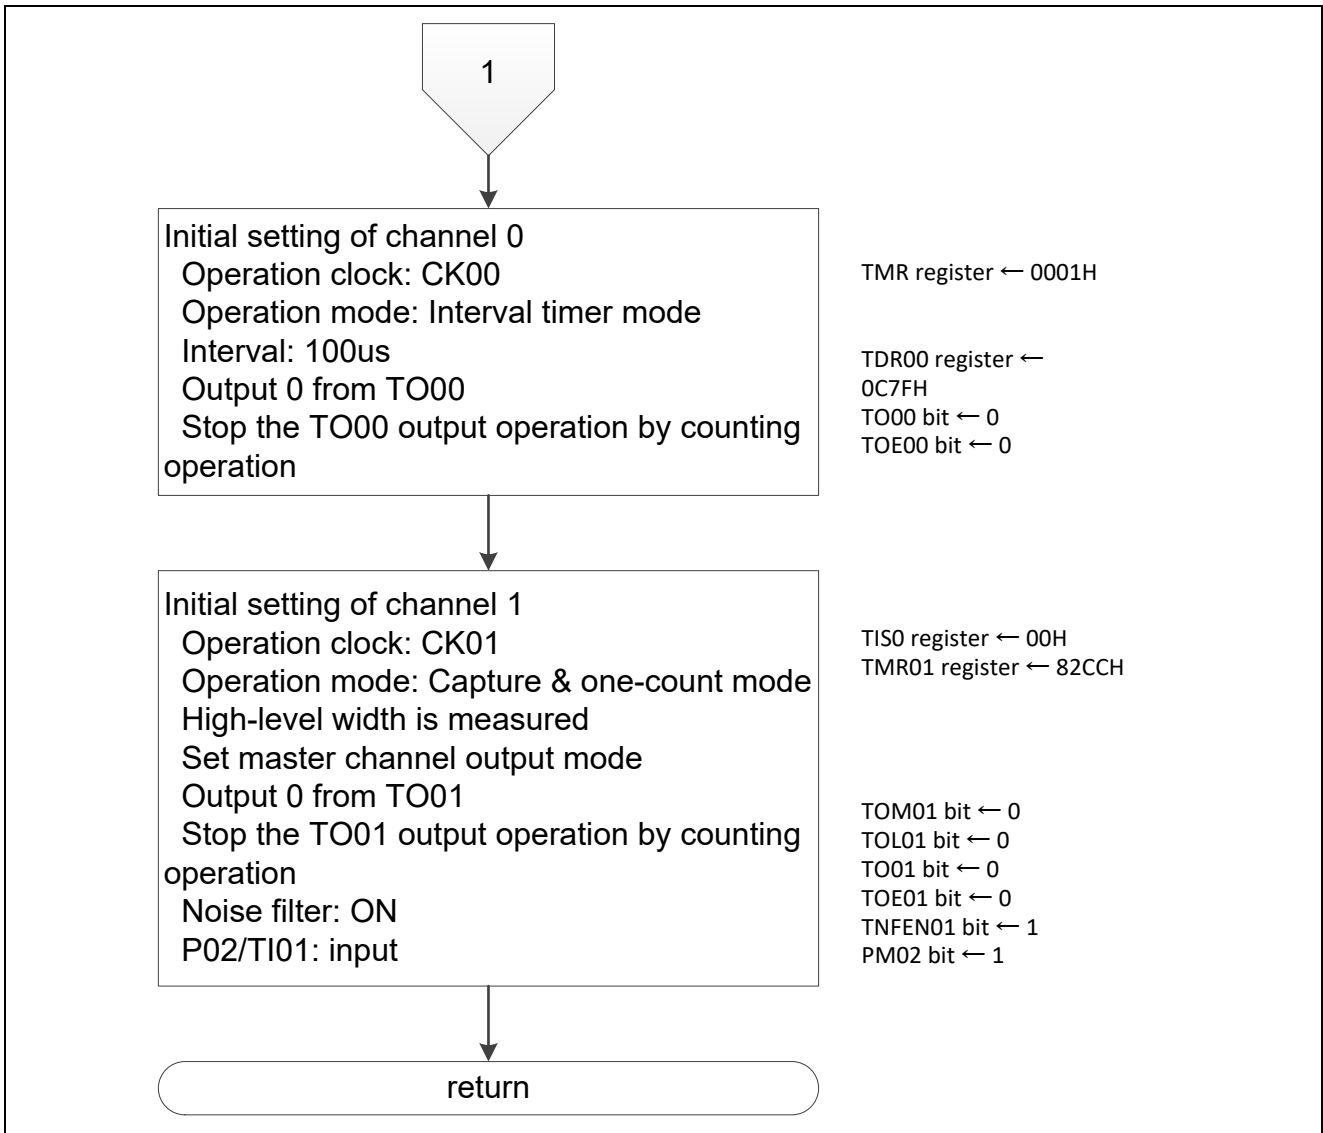 1
Initial setting of channel 0
Operation clock: CK00
Operation mode: Interval timer mode
Interval: 100us
Output 0 from TO00
Stop the TO00 output operation by counting
operation
TMR register ← 0001H
TDR00 register ←
0C7FH
TO00 bit ← 0
TOE00 bit ← 0
Initial setting of channel 1
Operation clock: CK01
Operation mode: Capture & one-count mode
High-level width is measured
Set master channel output mode
Output 0 from TO01
Stop the TO01 output operation by counting
operation
Noise filter: ON
P02/TI01: input
TIS0 register ← 00H
TMR01 register ← 82CCH
TOM01 bit ← 0
TOL01 bit ← 0
TO01 bit ← 0
TOE01 bit ← 0
TNFEN01 bit ← 1
PM02 bit ← 1
return